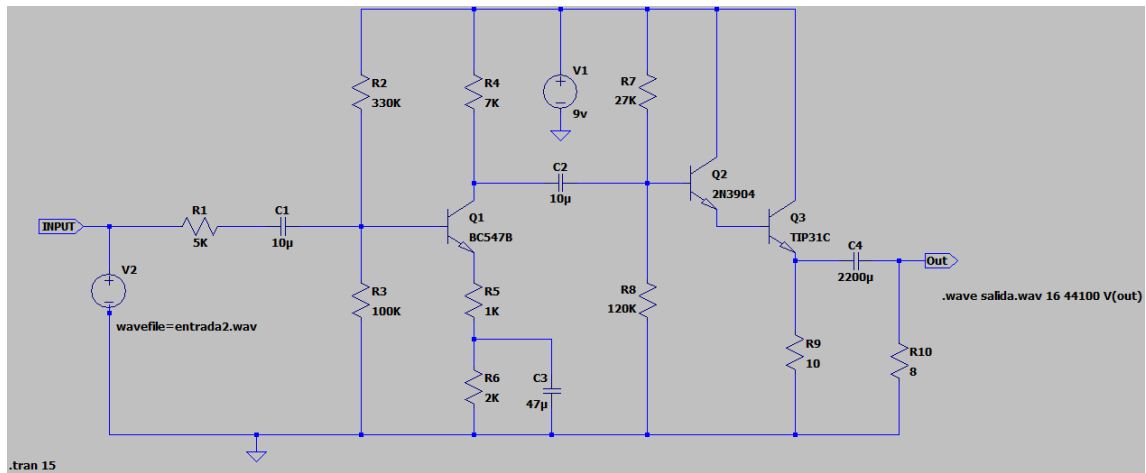 R2
330K
R4
7K
V1
9v
R7
27K
C2
10µ
Q2
2N3904
INPUT
R1
5K
C1
10µ
Q1
BC547B
Q3
TIP31C
C4
2200µ
Out
V2
wavefile=entrada2.wav
R3
100K
R5
1K
R8
120K
.wave salida.wav 16 44100 V(out)
R6
2K
C3
47µ
R9
10
R10
8
.tran 15